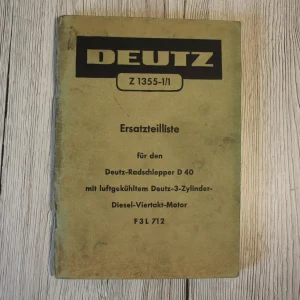 DEUTZ
Z 1355-1/1
Ersatzteilliste
für den
Deutz-Radschlepper D 40
mit luftgekühltem Deutz-3-Zylinder-
Diesel-Viertakt-Motor
F 3 L 712